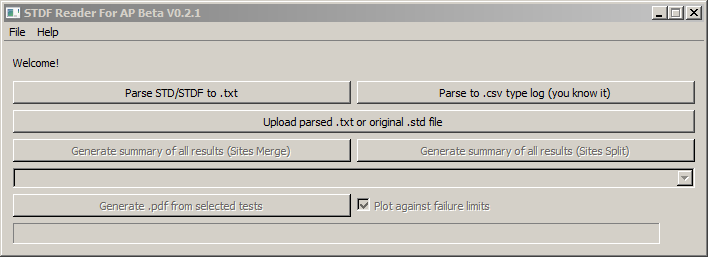 STDF Reader For AP Beta V0.2.1
File Help
Welcome!
Parse STD/STDF to .txt
Parse to .csv type log (you know it)
Upload parsed .txt or original .std file
Generate summary of all results (Sites Merge)
Generate summary of all results (Sites Split)
Generate .pdf from selected tests
Plot against failure limits